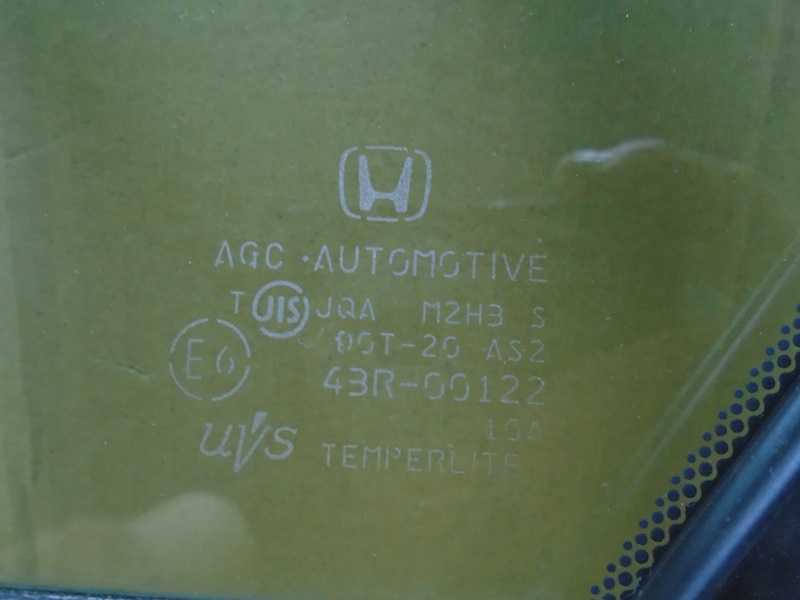 AGC ·AUTOMOTIVE
T JIS JQA M2H3 S
DOT-20 AS2
E6 43R-00122
10A
UVS TEMPERLITE